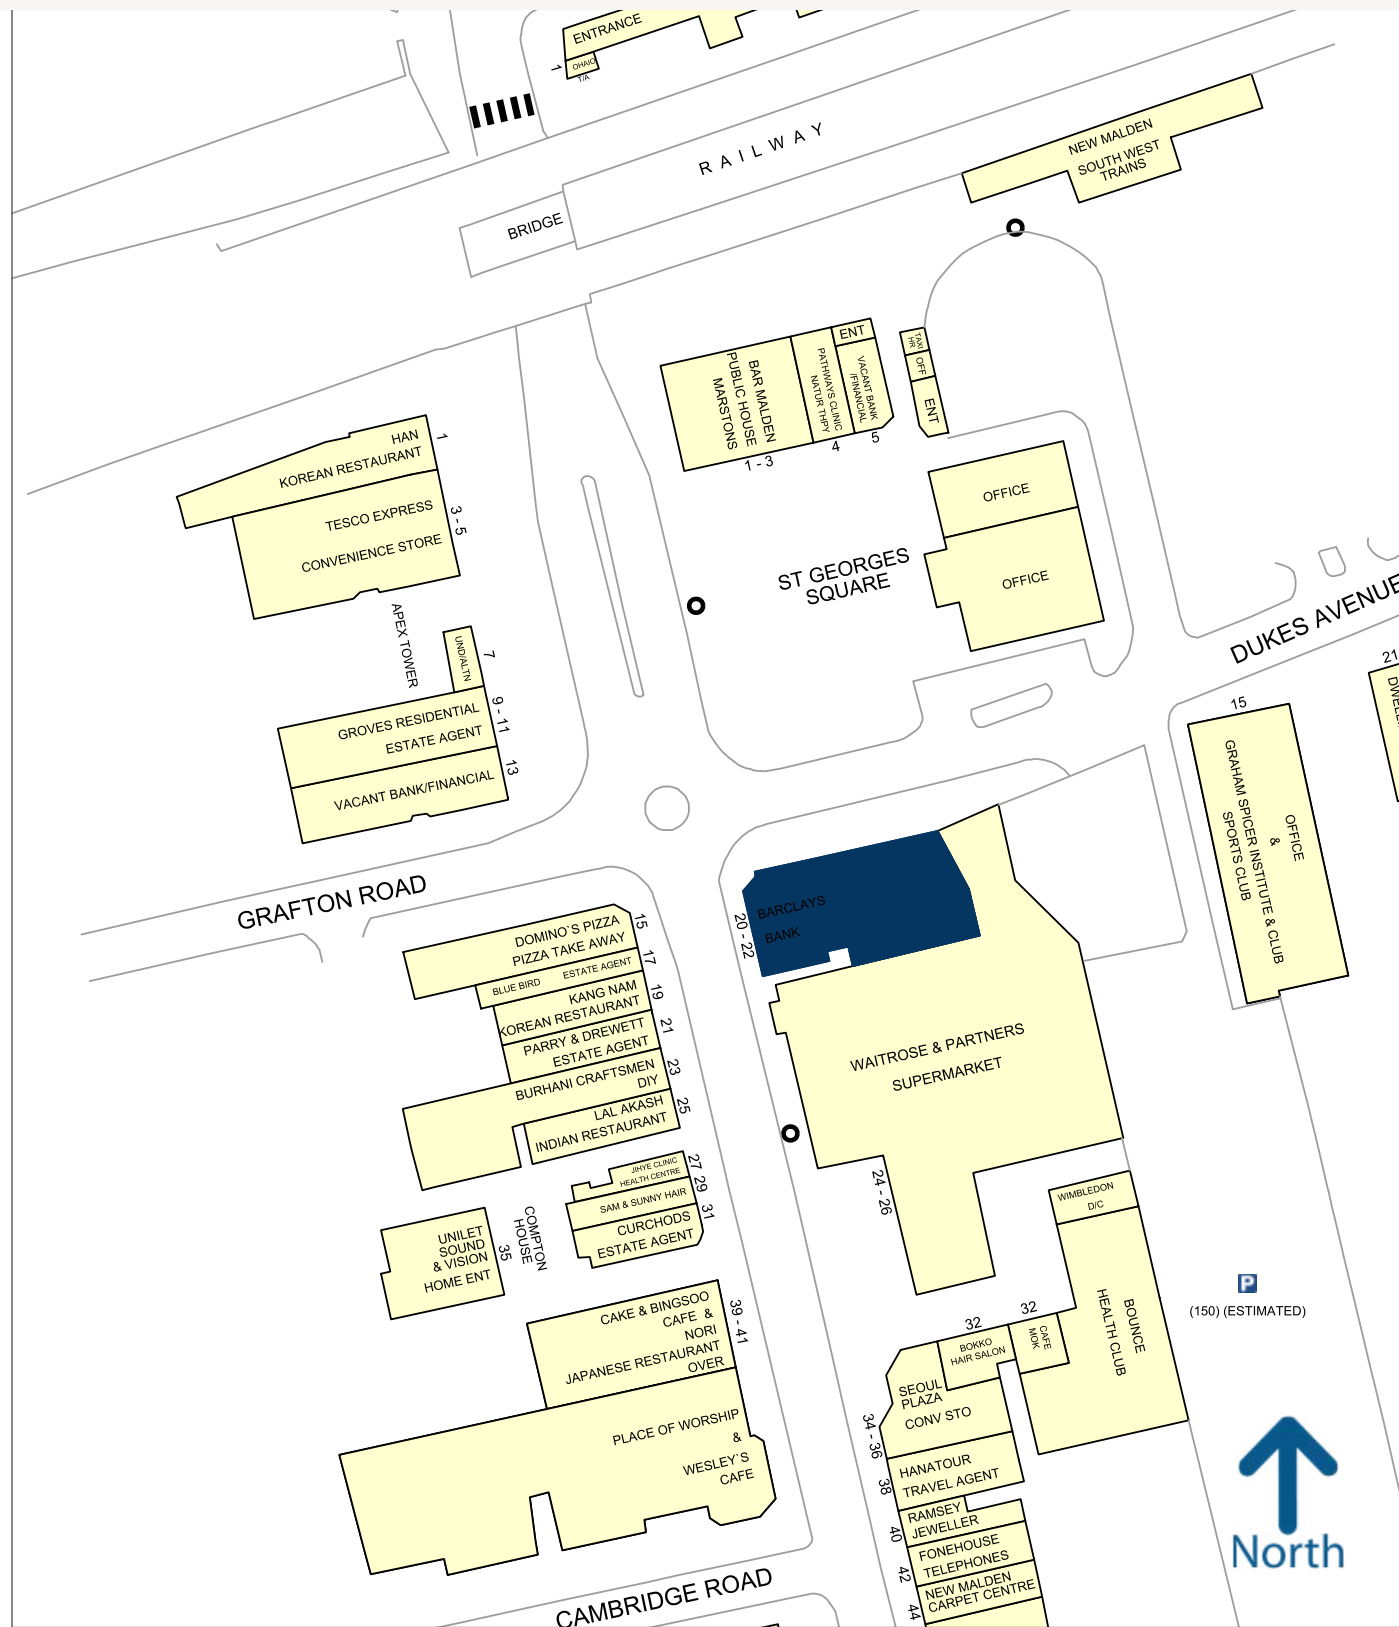 ENTRANCE
OHAIO
T/A
1
RAILWAY
BRIDGE
NEW MALDEN
SOUTH WEST
TRAINS
BAR MALDEN
PUBLIC HOUSE
MARSTONS
1 - 3
PATHWAYS CLINIC
NATUR THPY
4
ENT
VACANT BANK
/FINANCIAL
5
TAXI
HR
OFF
ENT
HAN
KOREAN RESTAURANT
1
TESCO EXPRESS
CONVENIENCE STORE
3 - 5
APEX TOWER
UND/ALTN
7
GROVES RESIDENTIAL
ESTATE AGENT
9 - 11
VACANT BANK/FINANCIAL
13
OFFICE
OFFICE
ST GEORGES
SQUARE
DUKES AVENUE
21
15
OFFICE
&
GRAHAM SPICER INSTITUTE & CLUB
SPORTS CLUB
GRAFTON ROAD
BARCLAYS
BANK
20 - 22
DOMINO`S PIZZA
PIZZA TAKE AWAY
15
BLUE BIRD ESTATE AGENT
17
KANG NAM
KOREAN RESTAURANT
19
PARRY & DREWETT
ESTATE AGENT
21
BURHANI CRAFTSMEN
DIY
23
LAL AKASH
INDIAN RESTAURANT
25
WAITROSE & PARTNERS
SUPERMARKET
24 - 26
JIHYE CLINIC
HEALTH CENTRE
27
SAM & SUNNY HAIR
29
CURCHODS
ESTATE AGENT
31
COMPTON
HOUSE
UNILET
SOUND
& VISION
HOME ENT
35
WIMBLEDON
D/C
BOUNCE
HEALTH CLUB
P
(150) (ESTIMATED)
CAKE & BINGSOO
CAFE &
NORI
JAPANESE RESTAURANT
OVER
39 - 41
32
BOKKO
HAIR SALON
32
CAFE
MOK
SEOUL
PLAZA
CONV STO
34 - 36
PLACE OF WORSHIP
&
WESLEY`S
CAFE
HANATOUR
TRAVEL AGENT
38
RAMSEY
JEWELLER
40
FONEHOUSE
TELEPHONES
42
NEW MALDEN
CARPET CENTRE
44
North
CAMBRIDGE ROAD